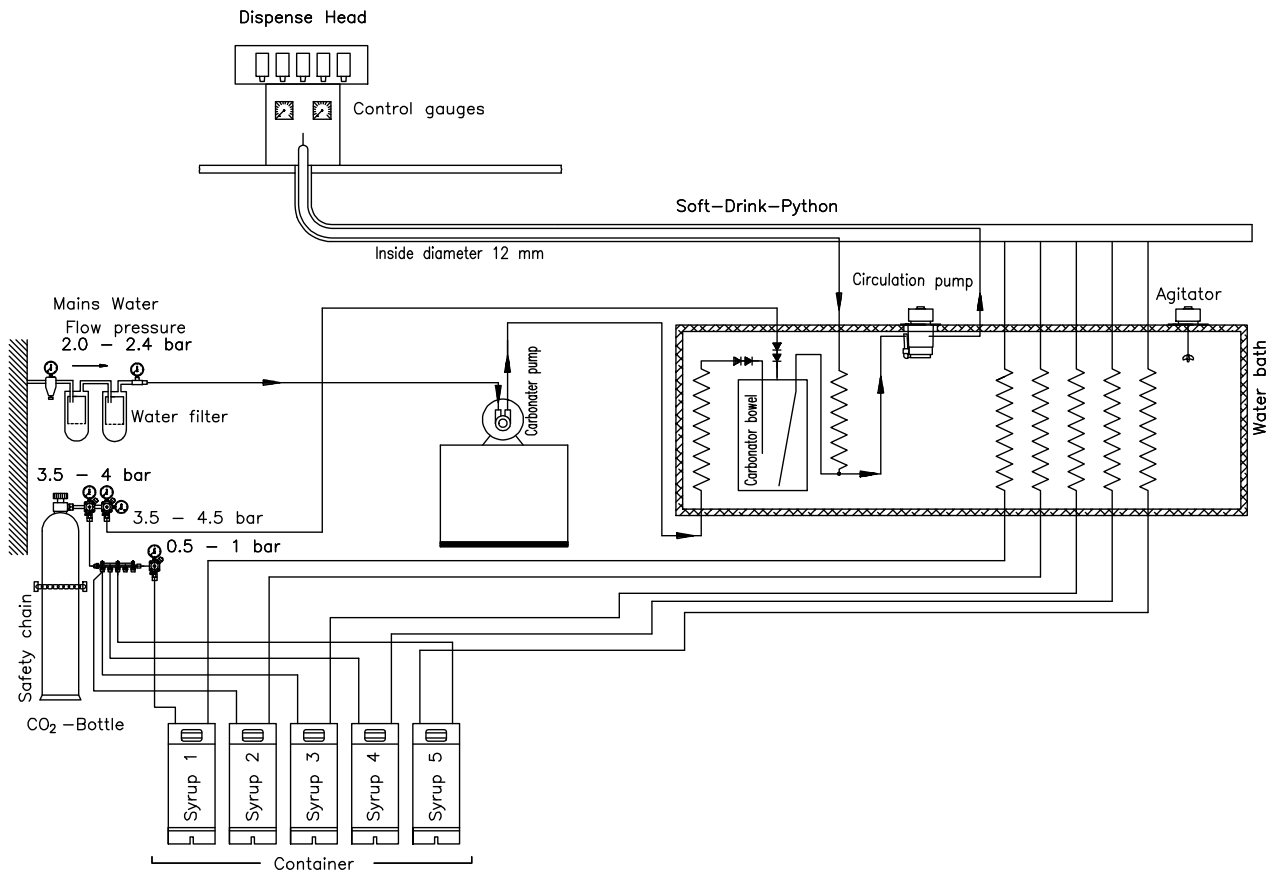 Dispense Head
Control gauges
Soft-Drink-Python
Inside diameter 12 mm
Circulation pump
Agitator
Mains Water
Flow pressure
2.0 - 2.4 bar
Water filter
Carbonater pump
Carbonator bowel
Water bath
3.5 - 4 bar
3.5 - 4.5 bar
0.5 - 1 bar
Safety chain
CO₂-Bottle
Syrup 1
Syrup 2
Syrup 3
Syrup 4
Syrup 5
Container